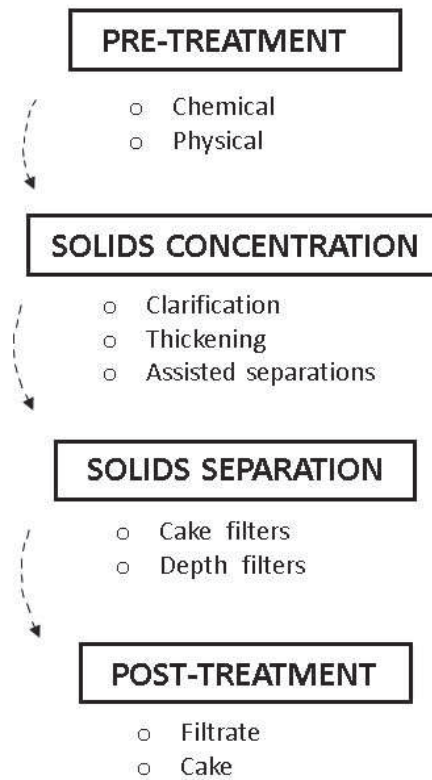 PRE-TREATMENT
○ Chemical
○ Physical
SOLIDS CONCENTRATION
○ Clarification
○ Thickening
○ Assisted separations
SOLIDS SEPARATION
○ Cake filters
○ Depth filters
POST-TREATMENT
○ Filtrate
○ Cake